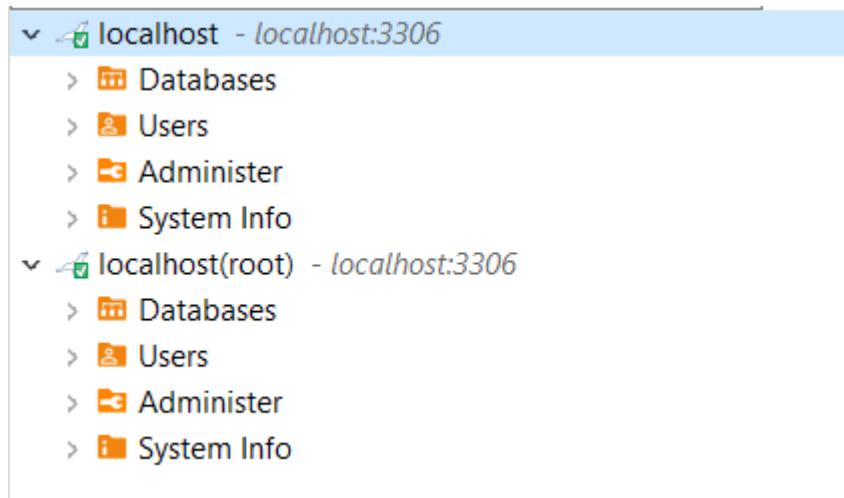 localhost - localhost:3306
Databases
Users
Administer
System Info
localhost(root) - localhost:3306
Databases
Users
Administer
System Info